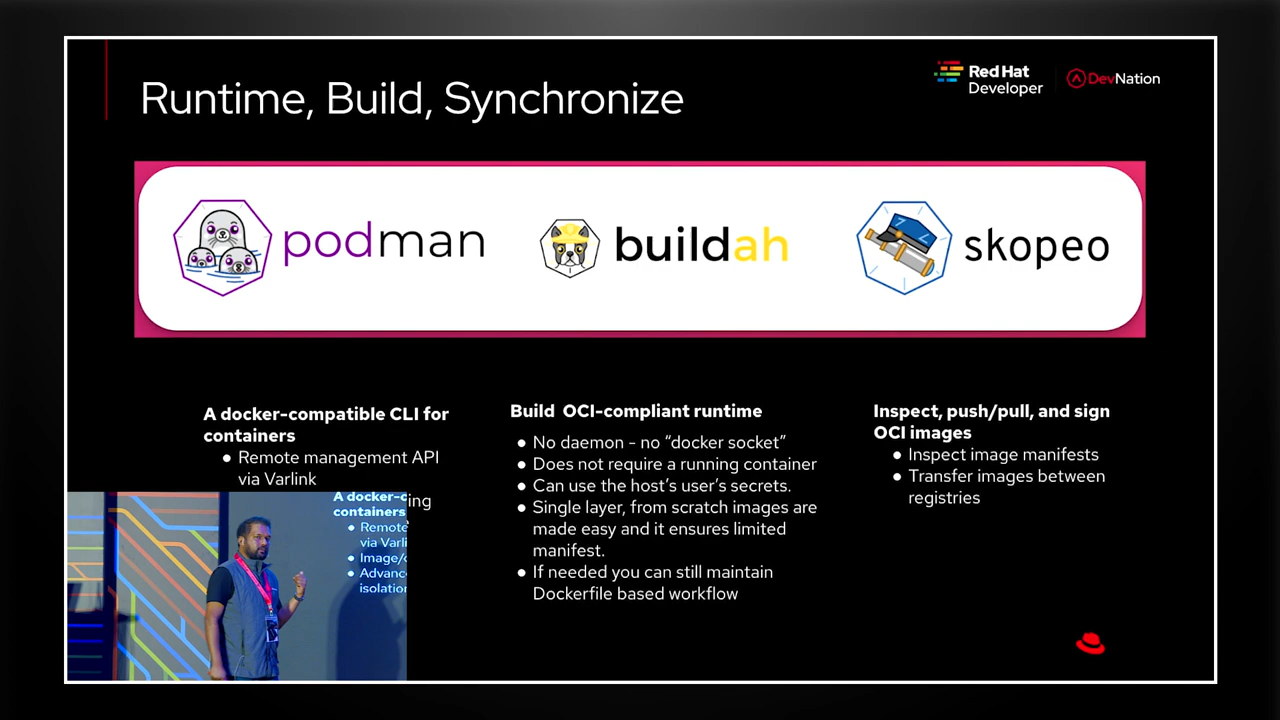 Runtime, Build, Synchronize
Red Hat
Developer
DevNation
podman
buildah
skopeo
A docker-compatible CLI for
containers
● Remote management API
via Varlink
ing
Build OCI-compliant runtime
● No daemon - no “docker socket”
● Does not require a running container
● Can use the host’s user’s secrets.
● Single layer, from scratch images are
made easy and it ensures limited
manifest.
● If needed you can still maintain
Dockerfile based workflow
Inspect, push/pull, and sign
OCI images
● Inspect image manifests
● Transfer images between
registries
A docker-c
containers
● Remote
via Varli
● Image/c
● Advanc
isolation